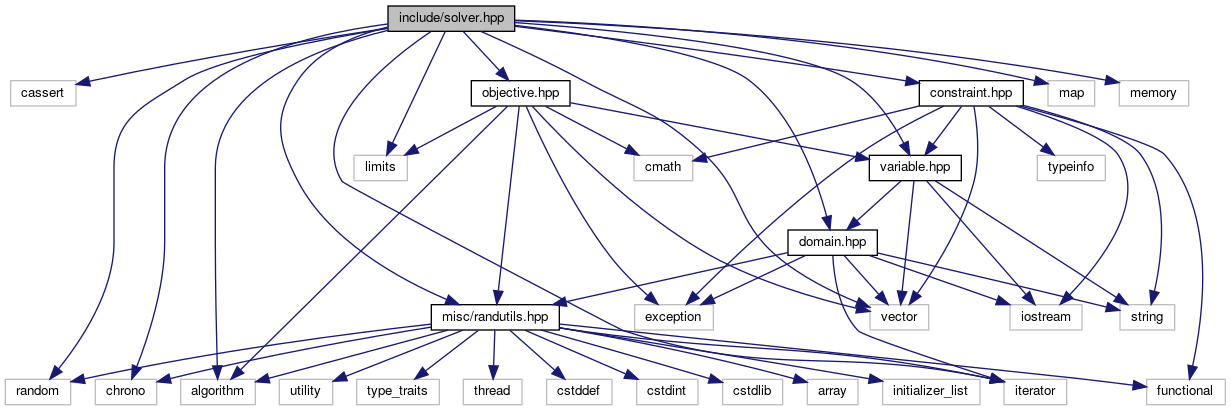 include/solver.hpp
cassert
objective.hpp
constraint.hpp
map
memory
limits
cmath
variable.hpp
typeinfo
domain.hpp
misc/randutils.hpp
exception
vector
iostream
string
random
chrono
algorithm
utility
type_traits
thread
cstddef
cstdint
cstdlib
array
initializer_list
iterator
functional